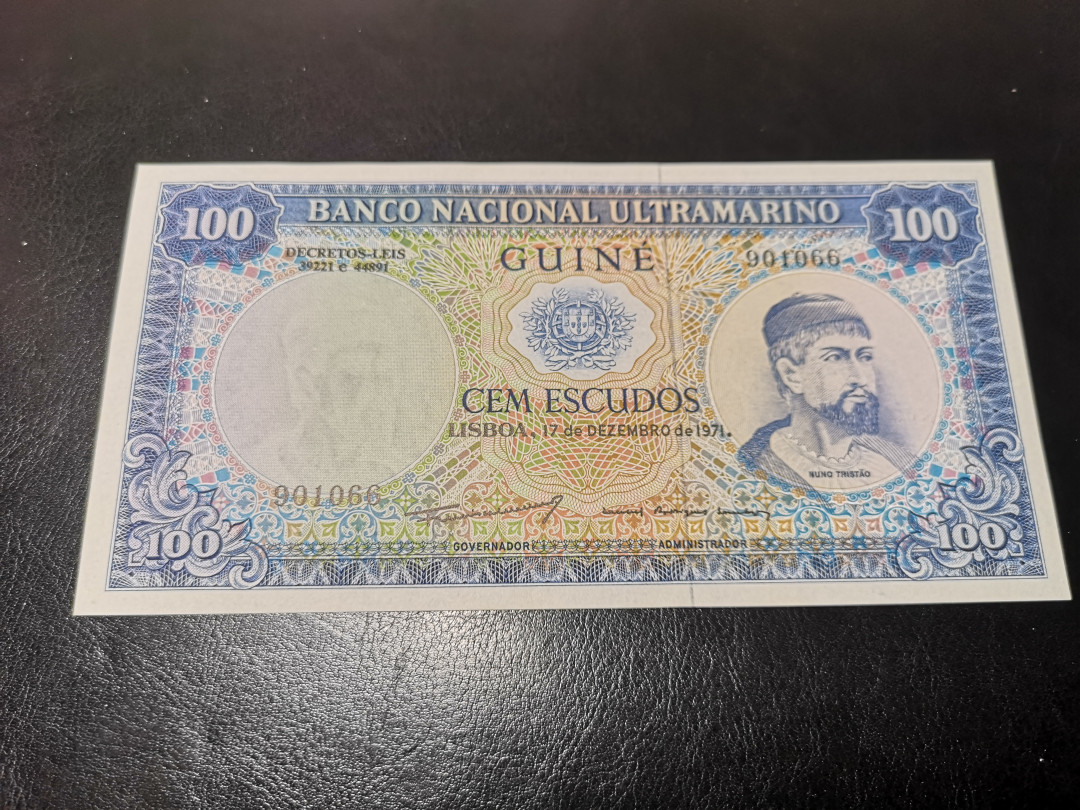 100 BANCO NACIONAL ULTRAMARINO 100
DECRETOS-LEIS
39221 e 44891
GUINÉ
901066
CEM ESCUDOS
LISBOA, 17 de DEZEMBRO de 1971.
NUNO TRISTÃO
901066
GOVERNADOR
ADMINISTRADOR
100
100